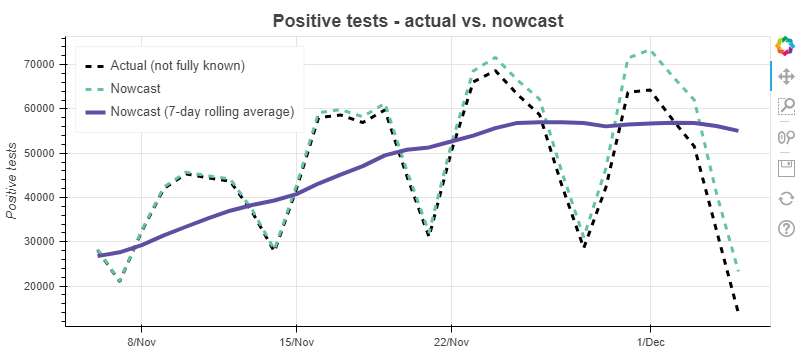 Positive tests - actual vs. nowcast
Actual (not fully known)
Nowcast
Nowcast (7-day rolling average)
Positive tests
70000
60000
50000
40000
30000
20000
8/Nov
15/Nov
22/Nov
1/Dec